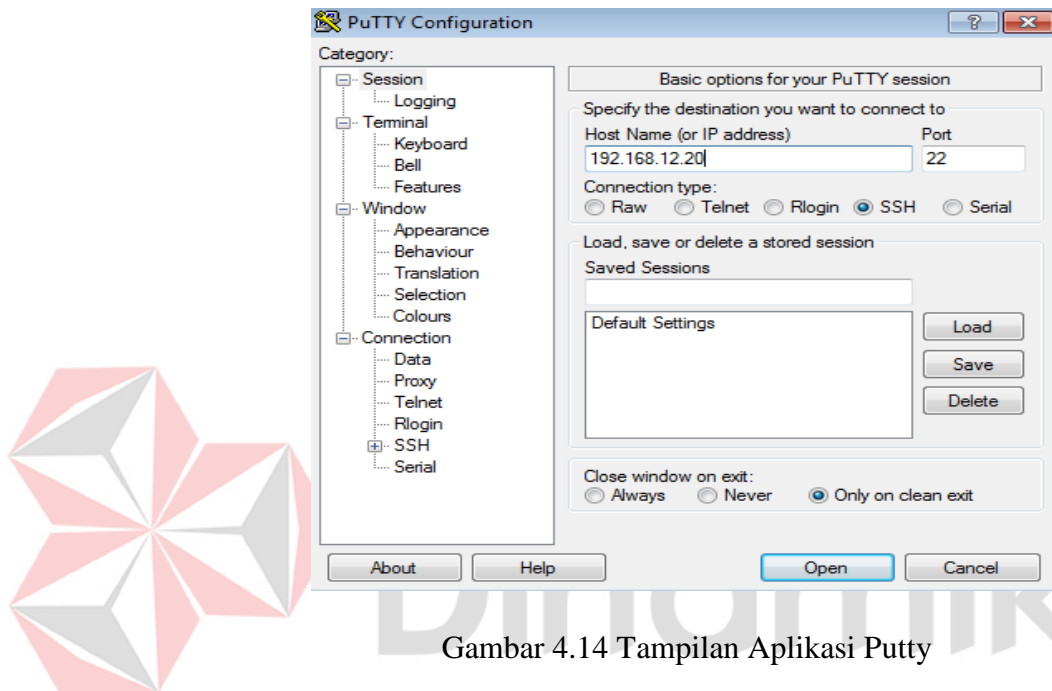 PuTTY Configuration
Category:
Session
Logging
Terminal
Keyboard
Bell
Features
Window
Appearance
Behaviour
Translation
Selection
Colours
Connection
Data
Proxy
Telnet
Rlogin
SSH
Serial
Basic options for your PuTTY session
Specify the destination you want to connect to
Host Name (or IP address) Port
192.168.12.20 22
Connection type:
Raw Telnet Rlogin SSH Serial
Load, save or delete a stored session
Saved Sessions
Default Settings
Load
Save
Delete
Close window on exit:
Always Never Only on clean exit
About Help Open Cancel
Gambar 4.14 Tampilan Aplikasi Putty